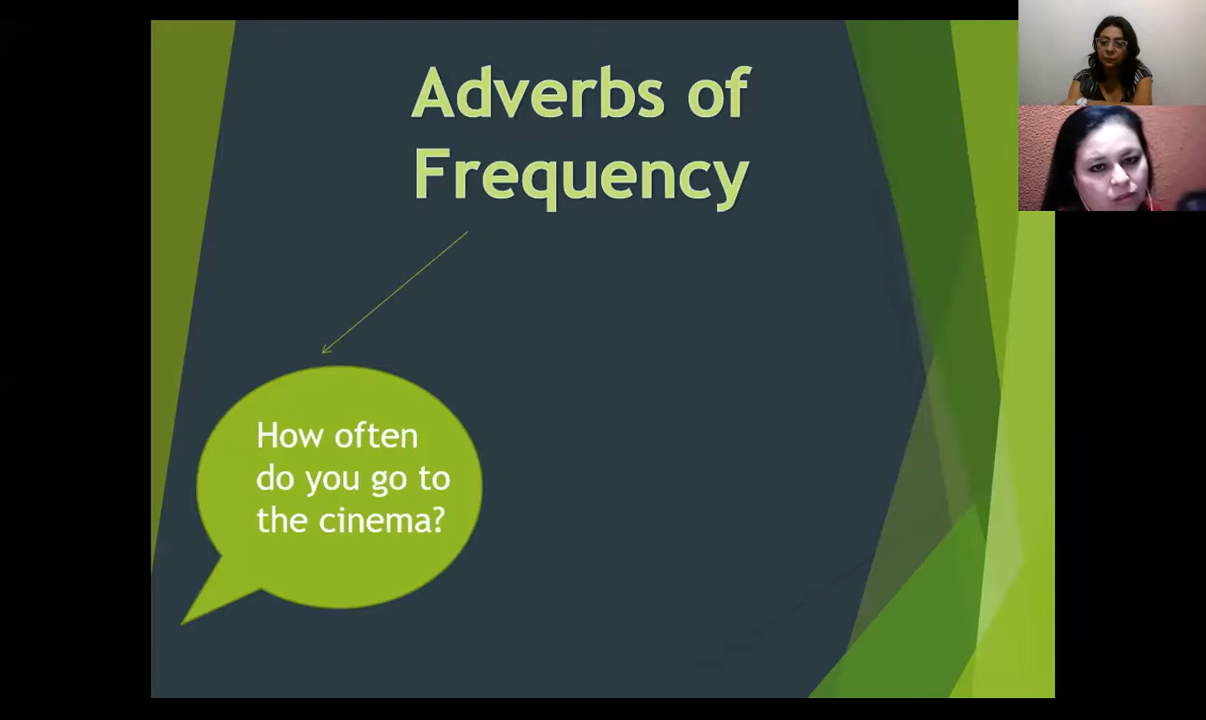 Adverbs of
Frequency
How often
do you go to
the cinema?